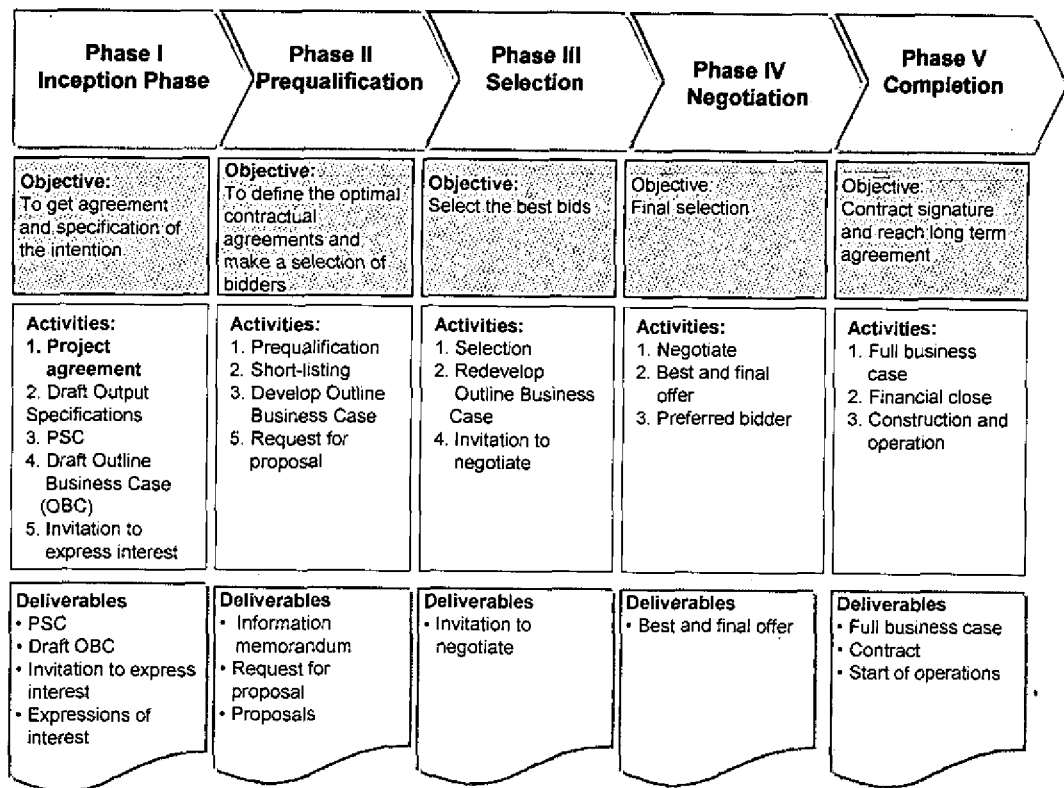 Phase I
Inception Phase
Phase II
Prequalification
Phase III
Selection
Phase IV
Negotiation
Phase V
Completion
Objective:
To get agreement
and specification of
the intention
Objective:
To define the optimal
contractual
agreements and
make a selection of
bidders
Objective:
Select the best bids
Objective:
Final selection
Objective:
Contract signature
and reach long term
agreement
Activities:
1. Project
agreement
2. Draft Output
Specifications
3. PSC
4. Draft Outline
Business Case
(OBC)
5. Invitation to
express interest
Activities:
1. Prequalification
2. Short-listing
3. Develop Outline
Business Case
5. Request for
proposal
Activities:
1. Selection
2. Redevelop
Outline Business
Case
4. Invitation to
negotiate
Activities:
1. Negotiate
2. Best and final
offer
3. Preferred bidder
Activities:
1. Full business
case
2. Financial close
3. Construction and
operation
Deliverables
• PSC
• Draft OBC
• Invitation to express
interest
• Expressions of
interest
Deliverables
• Information
memorandum
• Request for
proposal
• Proposals
Deliverables
• Invitation to
negotiate
Deliverables
• Best and final offer
Deliverables
• Full business case
• Contract
• Start of operations